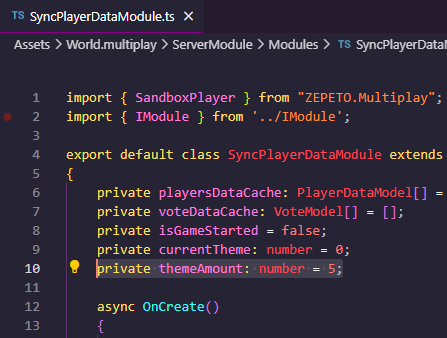 TS SyncPlayerDataModule.ts ×
Assets > World.multiplay > ServerModule > Modules > TS
1 import { SandboxPlayer } from "ZEPETO.Multiplay";
2 import { IModule } from '../IModule';
3
4 export default class SyncPlayerDataModule extends
5 {
6 private playersDataCache: PlayerDataModel[] =
7 private voteDataCache: VoteModel[] = [];
8 private isGameStarted = false;
9 private currentTheme: number = 0;
10 private themeAmount: number = 5;
11
12 async OnCreate()
13 {